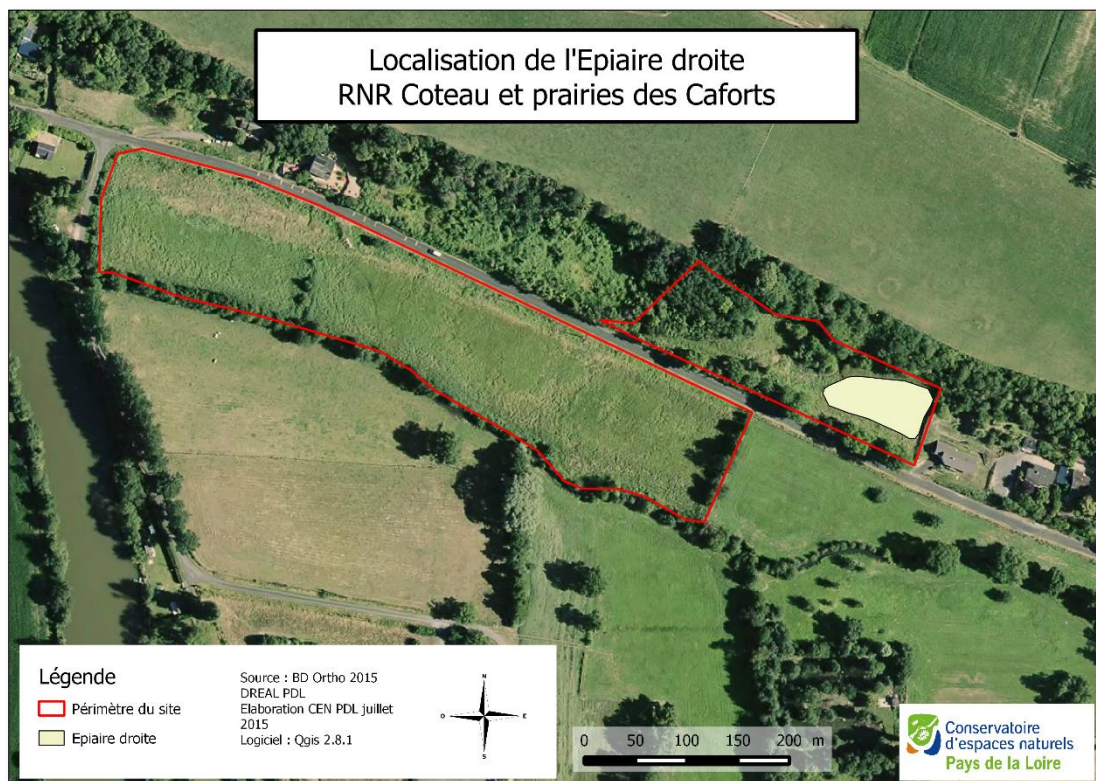 Localisation de l'Epiaire droite
RNR Coteau et prairies des Caforts
Légende
Périmètre du site
Epiaire droite
Source : BD Ortho 2015
DREAL PDL
Elaboration CEN PDL juillet
2015
Logiciel : Qgis 2.8.1
N
O E
S
0 50 100 150 200 m
Conservatoire
d'espaces naturels
Pays de la Loire